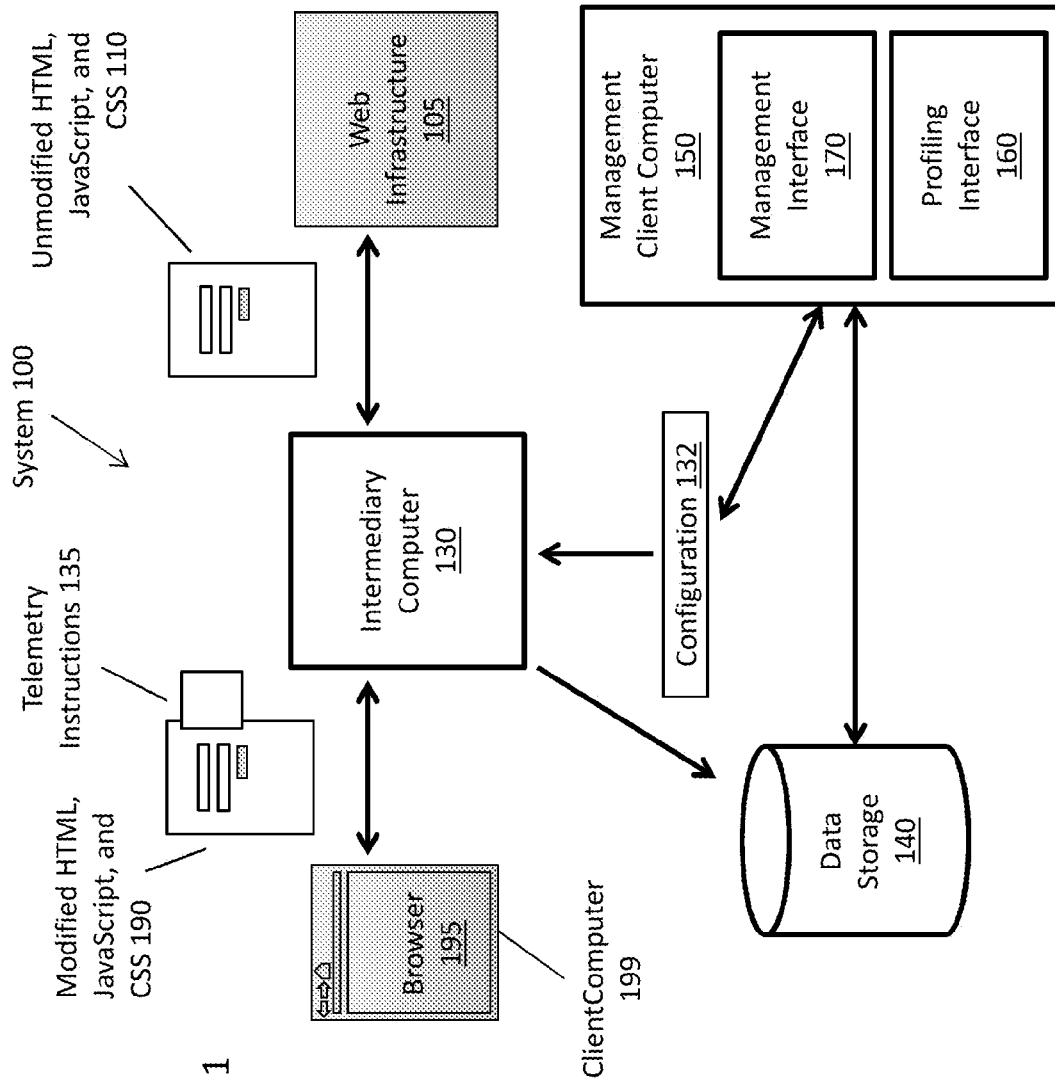 1
System 100
Modified HTML,
JavaScript, and
CSS 190
Telemetry
Instructions 135
Unmodified HTML,
JavaScript, and
CSS 110
Browser
195
ClientComputer
199
Intermediary
Computer
130
Web
Infrastructure
105
Configuration 132
Data
Storage
140
Management
Client Computer
150
Management
Interface
170
Profiling
Interface
160